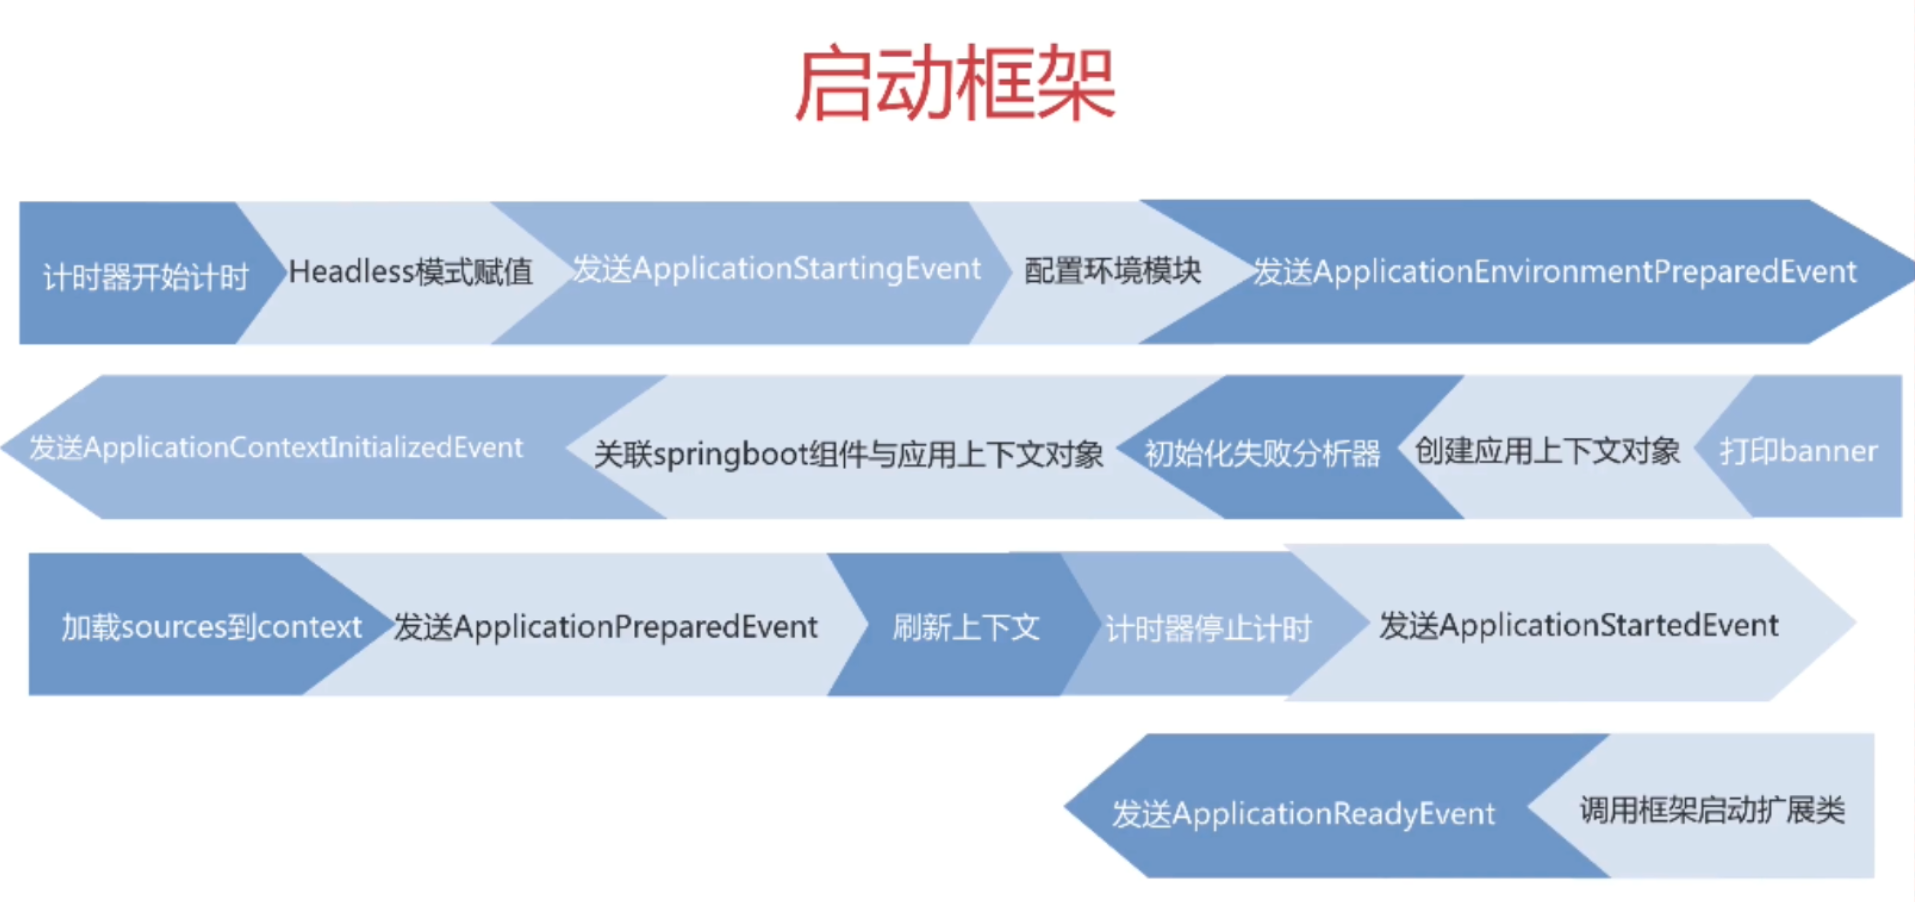 启动框架
计时器开始计时
Headless模式赋值
发送ApplicationStartingEvent
配置环境模块
发送ApplicationEnvironmentPreparedEvent
打印banner
创建应用上下文对象
初始化失败分析器
关联springboot组件与应用上下文对象
发送ApplicationContextInitializedEvent
加载sources到context
发送ApplicationPreparedEvent
刷新上下文
计时器停止计时
发送ApplicationStartedEvent
调用框架启动扩展类
发送ApplicationReadyEvent